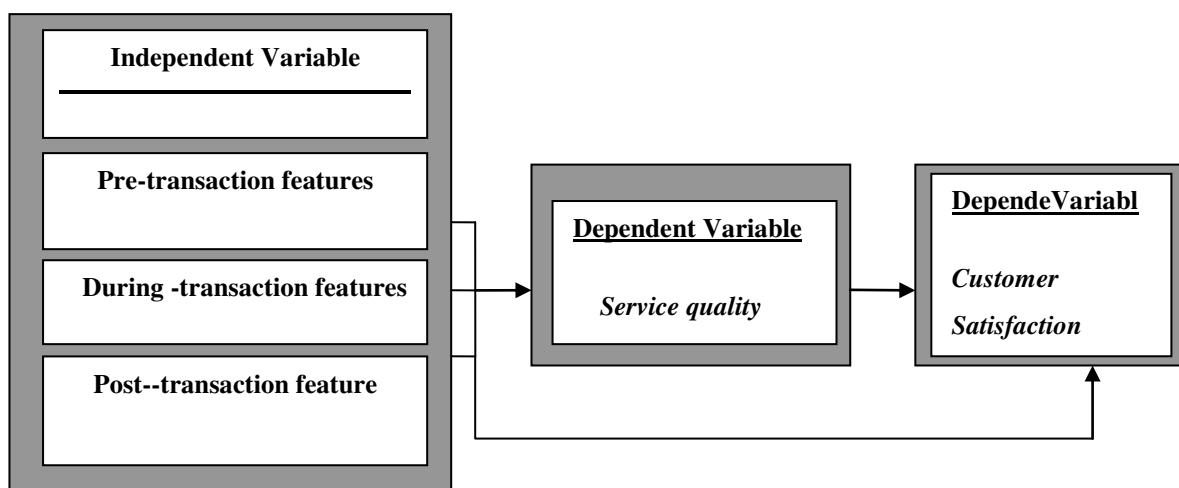 Independent Variable
Pre-transaction features
During -transaction features
Post--transaction feature
Dependent Variable
Service quality
DependeVariabl
Customer
Satisfaction